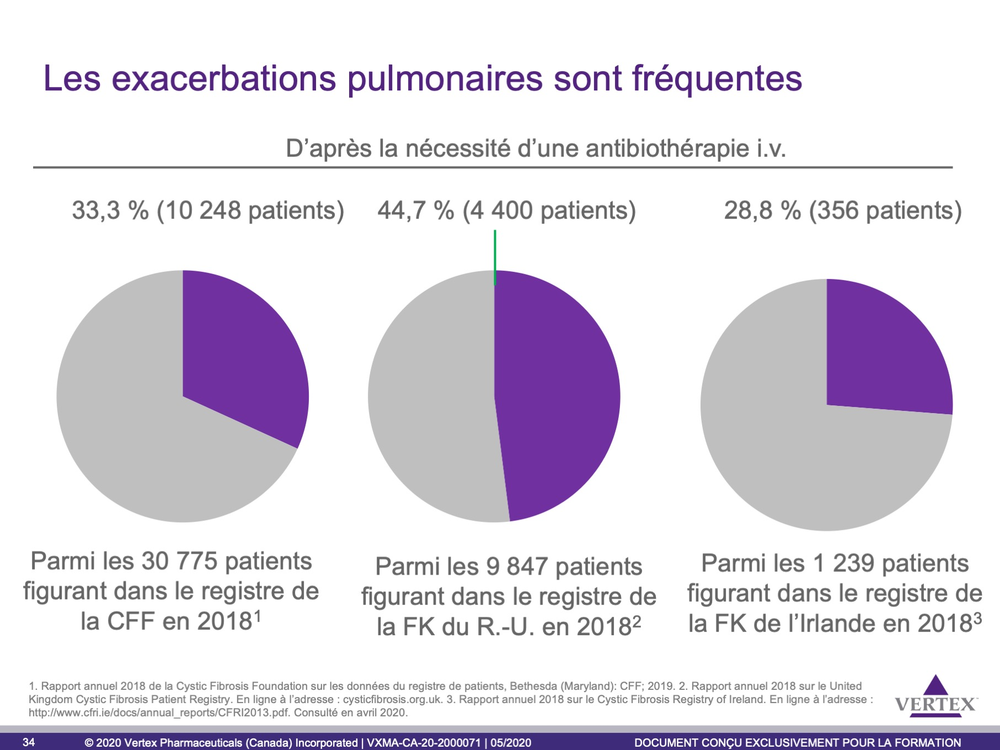 Les exacerbations pulmonaires sont fréquentes
D’après la nécessité d’une antibiothérapie i.v.
33,3 % (10 248 patients)
44,7 % (4 400 patients)
28,8 % (356 patients)
Parmi les 30 775 patients
figurant dans le registre de
la CFF en 2018¹
Parmi les 9 847 patients
figurant dans le registre de
la FK du R.-U. en 2018²
Parmi les 1 239 patients
figurant dans le registre de
la FK de l’Irlande en 2018³
1. Rapport annuel 2018 de la Cystic Fibrosis Foundation sur les données du registre de patients, Bethesda (Maryland): CFF; 2019. 2. Rapport annuel 2018 sur le United
Kingdom Cystic Fibrosis Patient Registry. En ligne à l’adresse : cysticfibrosis.org.uk. 3. Rapport annuel 2018 sur le Cystic Fibrosis Registry of Ireland. En ligne à l’adresse :
http://www.cfri.ie/docs/annual_reports/CFRI2013.pdf. Consulté en avril 2020.
VERTEX™
34
© 2020 Vertex Pharmaceuticals (Canada) Incorporated | VXMA-CA-20-2000071 | 05/2020
DOCUMENT CONÇU EXCLUSIVEMENT POUR LA FORMATION